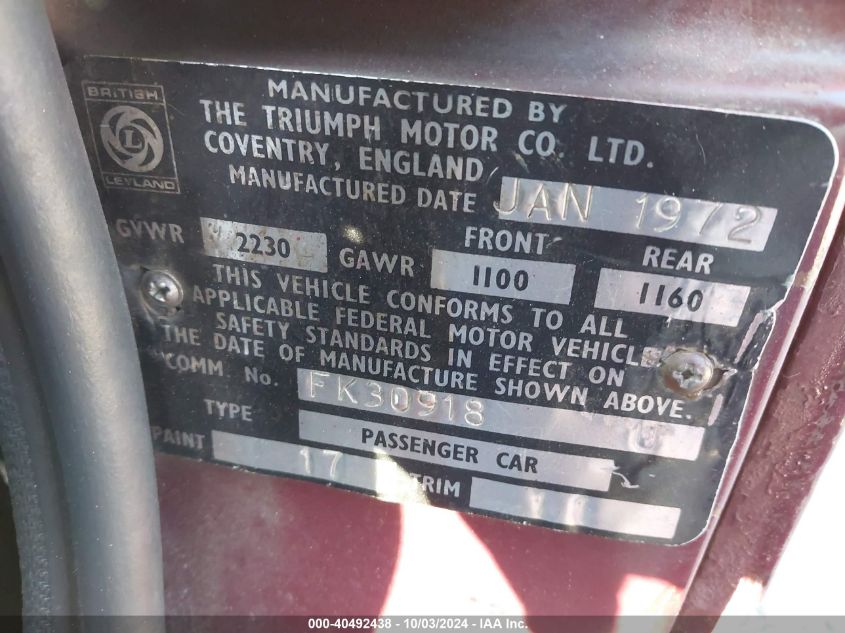 BRITISH
L
LEYLAND
MANUFACTURED BY
THE TRIUMPH MOTOR CO. LTD.
COVENTRY, ENGLAND
MANUFACTURED DATE JAN 1972
FRONT REAR
GVWR 2230 GAWR 1100 1160
THIS VEHICLE CONFORMS TO ALL
APPLICABLE FEDERAL MOTOR VEHICLE
SAFETY STANDARDS IN EFFECT ON
THE DATE OF MANUFACTURE SHOWN ABOVE.
COMM No. FK30918 U
TYPE PASSENGER CAR
PAINT 17 TRIM 11
000-40492438 - 10/03/2024 - IAA Inc.